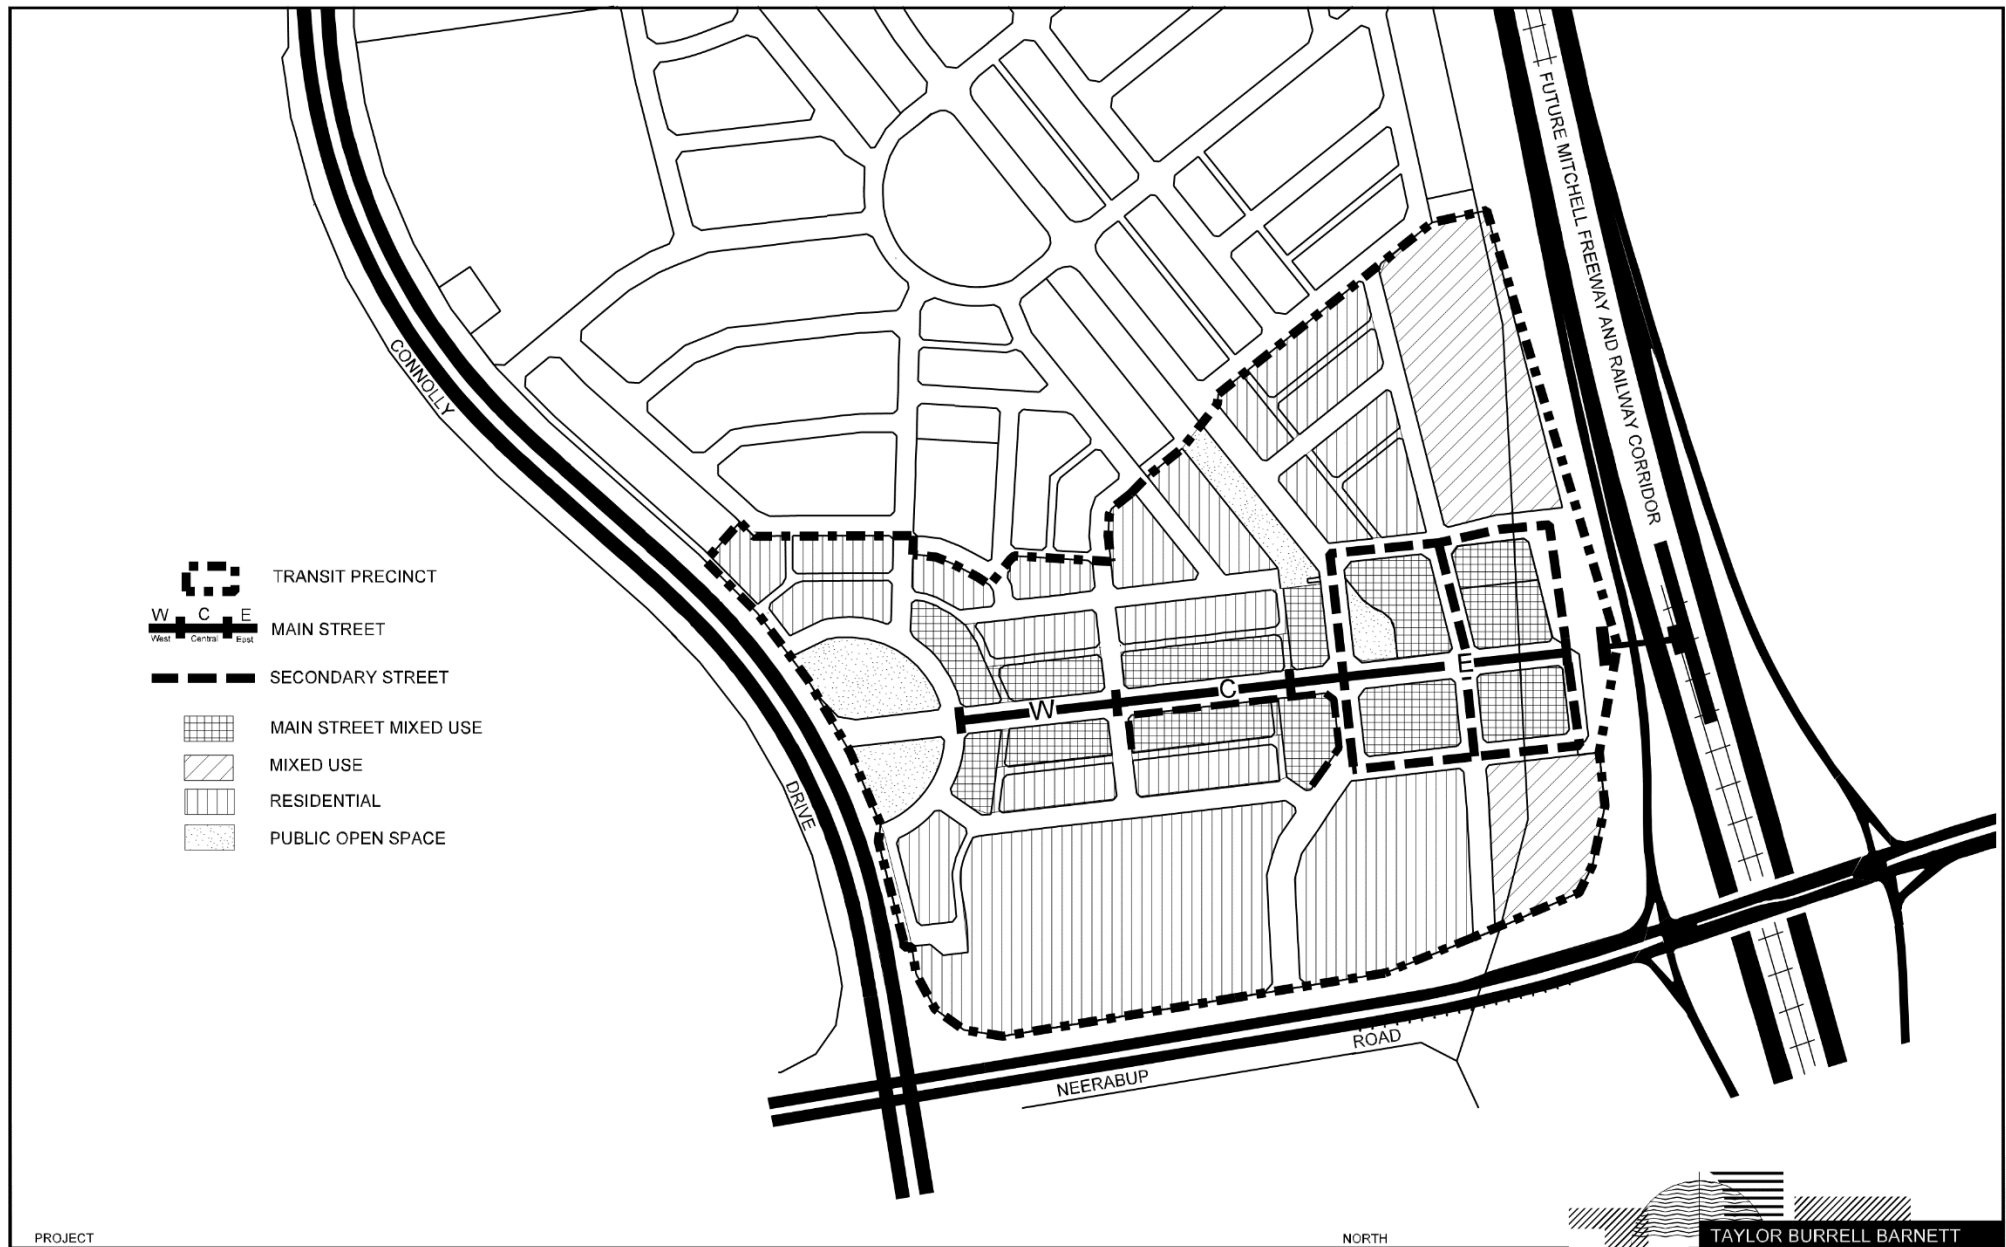 FUTURE MITCHELL FREEWAY AND RAILWAY CORRIDOR
CONNOLLY
DRIVE
TRANSIT PRECINCT
W C E
West Central East
MAIN STREET
SECONDARY STREET
MAIN STREET MIXED USE
MIXED USE
RESIDENTIAL
PUBLIC OPEN SPACE
W
C
E
NEERABUP
ROAD
PROJECT
NORTH
TAYLOR BURRELL BARNETT